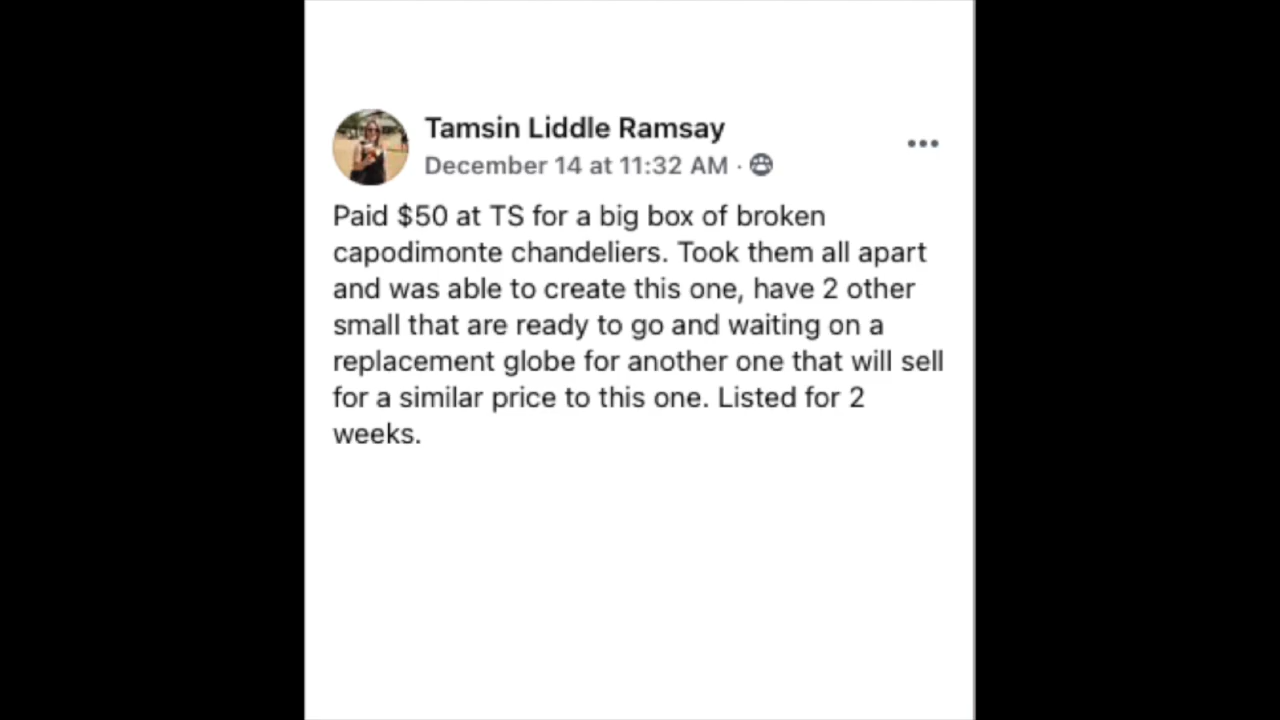 Tamsin Liddle Ramsay
December 14 at 11:32 AM ·
Paid $50 at TS for a big box of broken
capodimonte chandeliers. Took them all apart
and was able to create this one, have 2 other
small that are ready to go and waiting on a
replacement globe for another one that will sell
for a similar price to this one. Listed for 2
weeks.